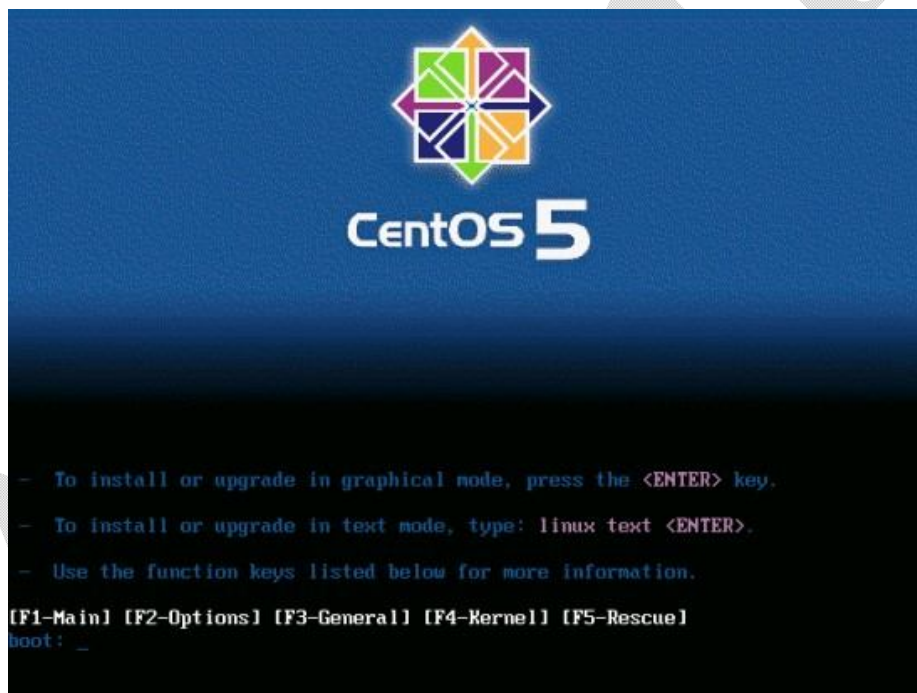 CentOS 5
- To install or upgrade in graphical mode, press the <ENTER> key.
- To install or upgrade in text mode, type: linux text <ENTER>.
- Use the function keys listed below for more information.
[F1-Main] [F2-Options] [F3-General] [F4-Kernel] [F5-Rescue]
boot: _